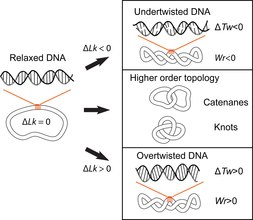 Relaxed DNA
ΔLk = 0
ΔLk < 0
ΔLk > 0
Undertwisted DNA
ΔTw<0
Wr<0
Higher order topology
Catenanes
Knots
Overtwisted DNA
ΔTw>0
Wr>0